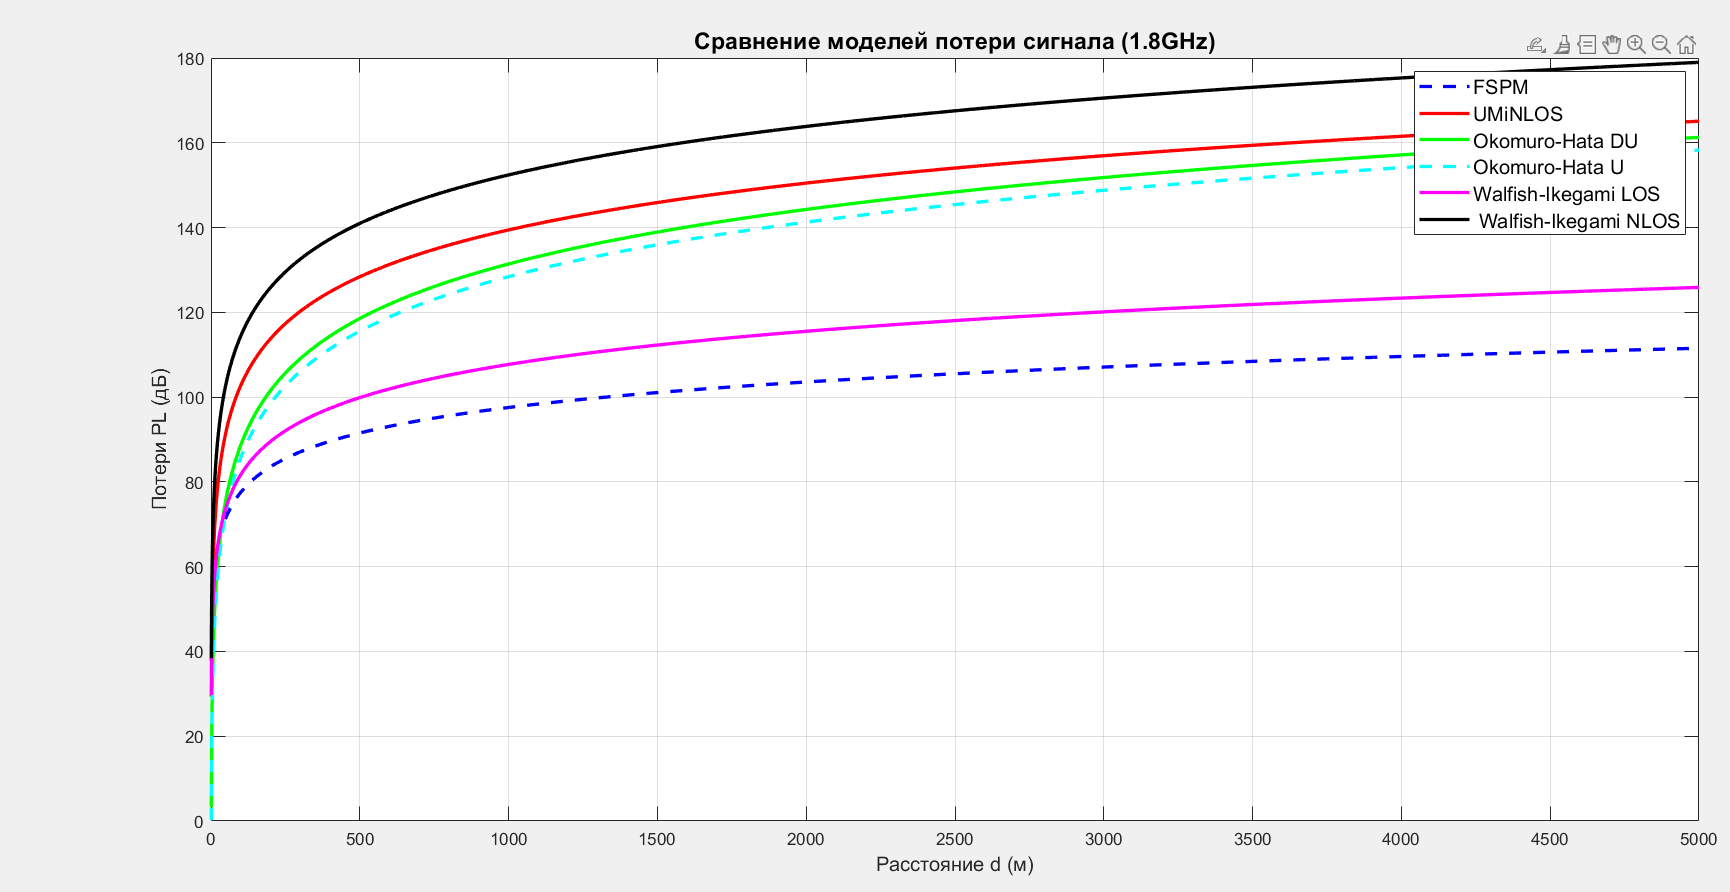 Сравнение моделей потери сигнала (1.8GHz)
FSPM
UMiNLOS
Okomuro-Hata DU
Okomuro-Hata U
Walfish-Ikegami LOS
Walfish-Ikegami NLOS
Потери PL (дБ)
180
160
140
120
100
80
60
40
20
0
0 500 1000 1500 2000 2500 3000 3500 4000 4500 5000
Расстояние d (м)